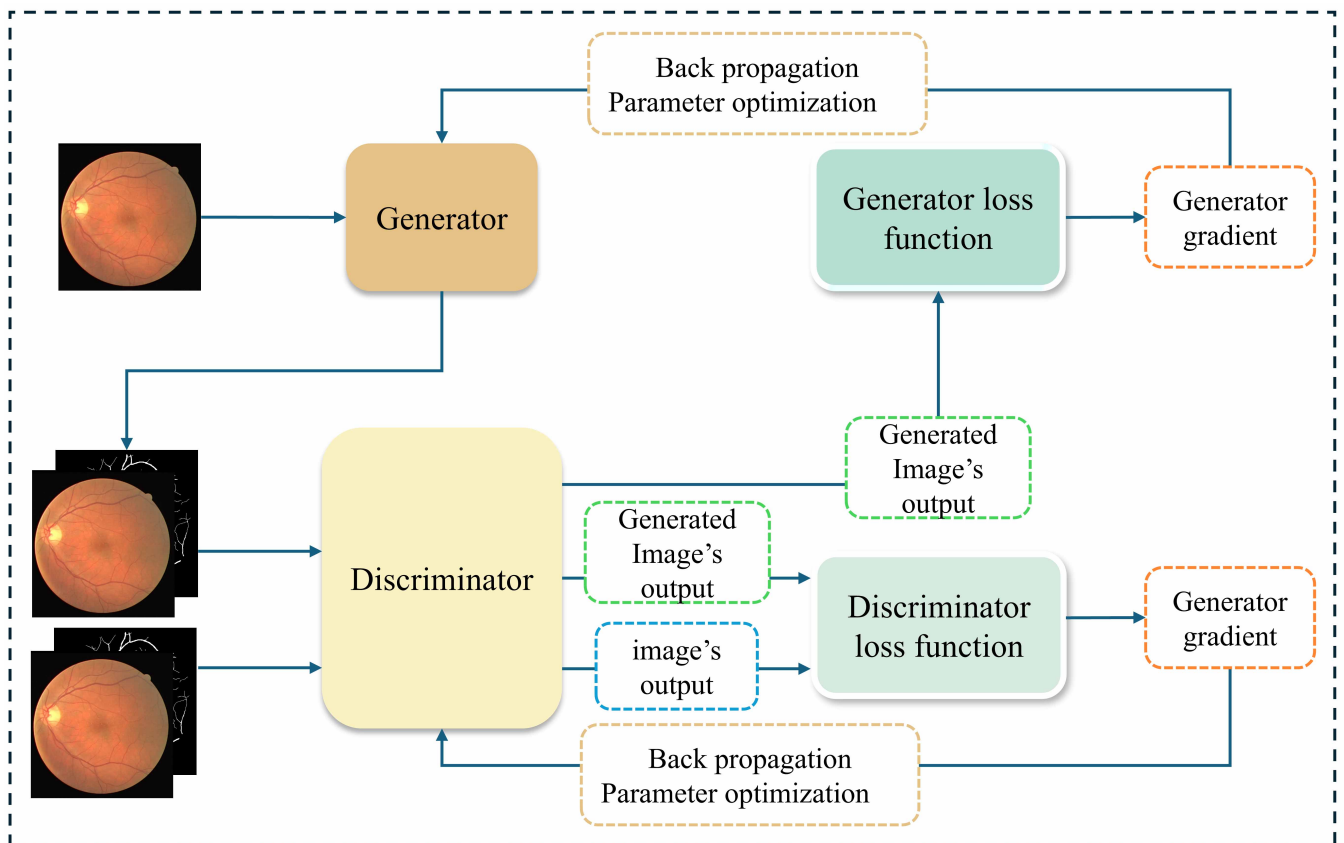 Back propagation
Parameter optimization
Generator
Generator loss
function
Generator
gradient
Generated
Image's
output
Generated
Image's
output
Discriminator
Discriminator
loss function
Generator
gradient
image's
output
Back propagation
Parameter optimization